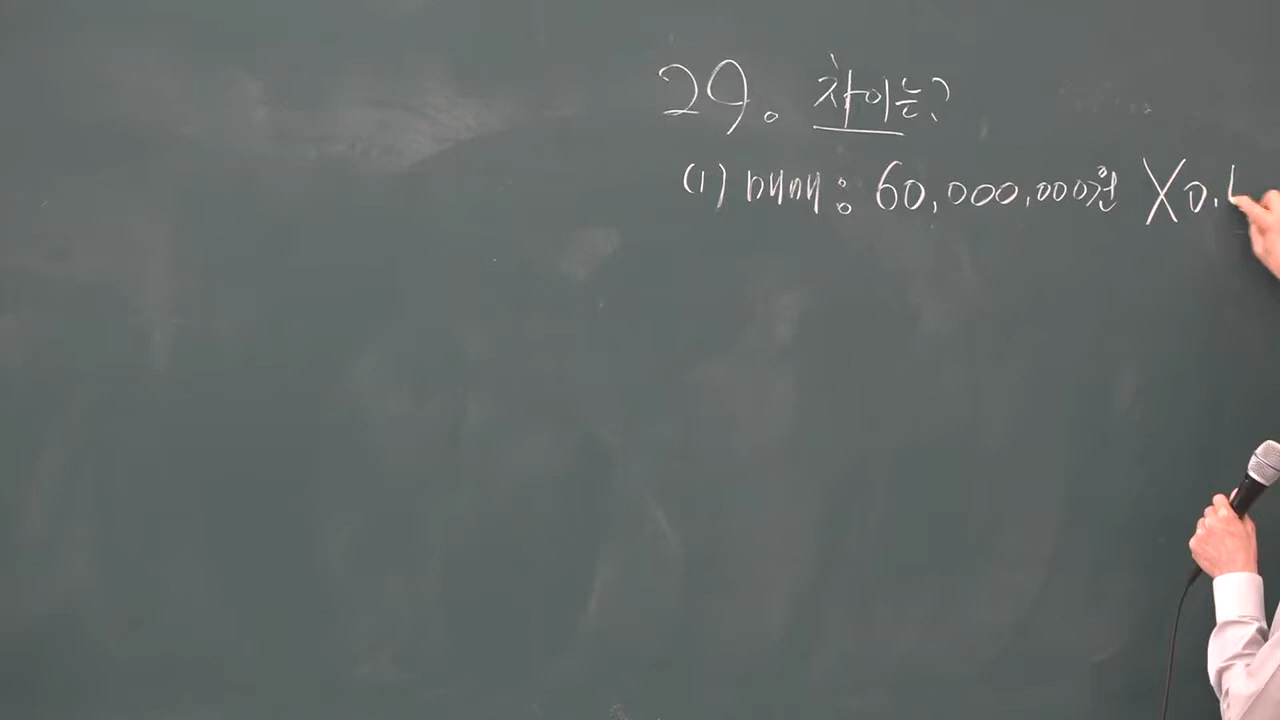 29. 차이는?
(1) 매매 : 60,000,000원 X 0.